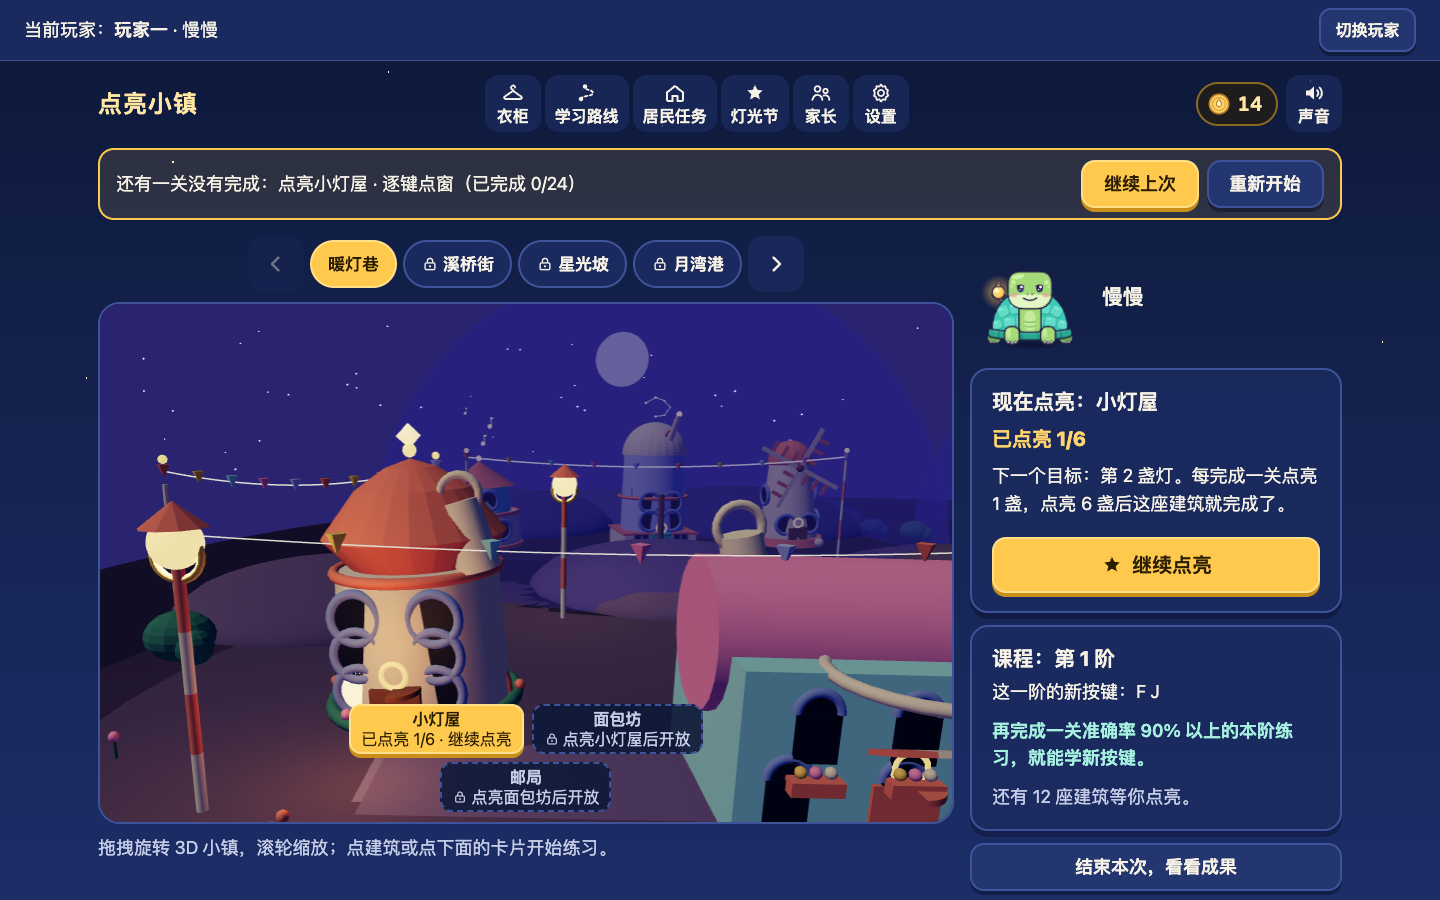 当前玩家：玩家一 · 慢慢
切换玩家
点亮小镇
衣柜
学习路线
居民任务
灯光节
家长
设置
14
声音
还有一关没有完成：点亮小灯屋 · 逐键点窗（已完成 0/24）
继续上次
重新开始
暖灯巷
溪桥街
星光坡
月湾港
慢慢
现在点亮：小灯屋
已点亮 1/6
下一个目标：第 2 盏灯。每完成一关点亮
1 盏，点亮 6 盏后这座建筑就完成了。
继续点亮
小灯屋
已点亮 1/6 · 继续点亮
面包坊
点亮小灯屋后开放
邮局
点亮面包坊后开放
课程：第 1 阶
这一阶的新按键：F J
再完成一关准确率 90% 以上的本阶练
习，就能学新按键。
还有 12 座建筑等你点亮。
拖拽旋转 3D 小镇，滚轮缩放；点建筑或点下面的卡片开始练习。
结束本次，看看成果